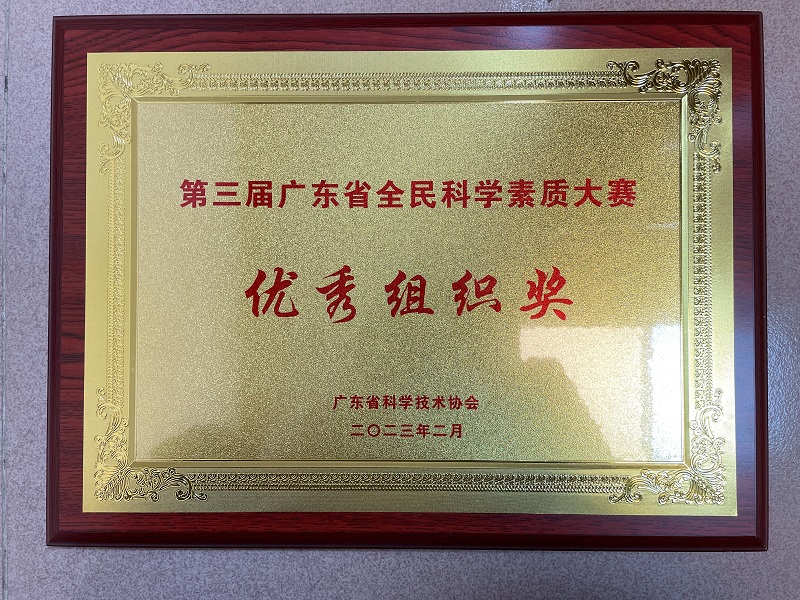 第三届广东省全民科学素质大赛
优秀组织奖
广东省科学技术协会
二〇二三年二月